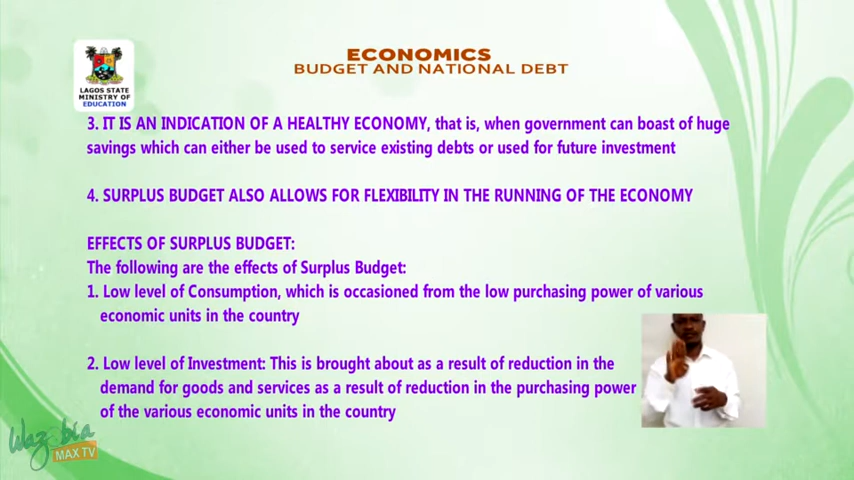 ECONOMICS
BUDGET AND NATIONAL DEBT
LAGOS STATE
MINISTRY OF
EDUCATION
3. IT IS AN INDICATION OF A HEALTHY ECONOMY, that is, when government can boast of huge
savings which can either be used to service existing debts or used for future investment
4. SURPLUS BUDGET ALSO ALLOWS FOR FLEXIBILITY IN THE RUNNING OF THE ECONOMY
EFFECTS OF SURPLUS BUDGET:
The following are the effects of Surplus Budget:
1. Low level of Consumption, which is occasioned from the low purchasing power of various
economic units in the country
2. Low level of Investment: This is brought about as a result of reduction in the
demand for goods and services as a result of reduction in the purchasing power
of the various economic units in the country
Wazobia
MAX TV